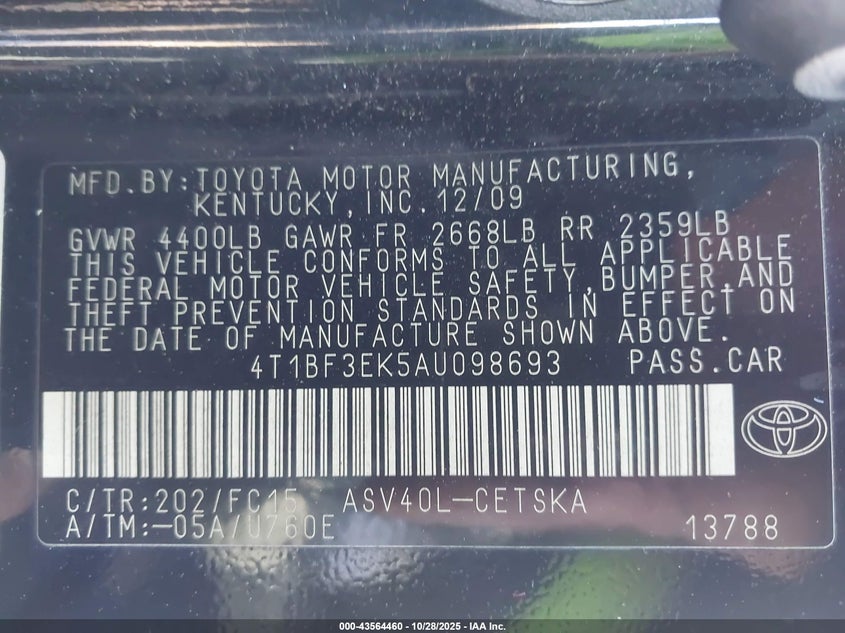 MFD.BY:TOYOTA MOTOR MANUFACTURING,
KENTUCKY,INC.12/09
GVWR 4400LB GAWR FR 2668LB RR 2359LB
THIS VEHICLE CONFORMS TO ALL APPLICABLE
FEDERAL MOTOR VEHICLE SAFETY,BUMPER,AND
THEFT PREVENTION STANDARDS IN EFFECT ON
THE DATE OF MANUFACTURE SHOWN ABOVE.
4T1BF3EK5AU098693 PASS.CAR
C/TR:202/FC15 ASV40L-CETSKA
A/TM:-05A/U760E 13788
000-43564460 - 10/28/2025 - IAA Inc.